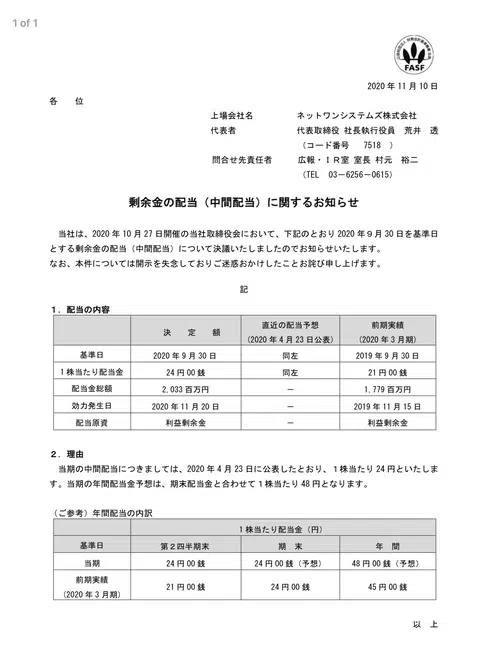 1 of 1
FASF
2020 年 11 月 10 日
各　　位
上場会社名　ネットワンシステムズ株式会社
代表者　代表取締役 社長執行役員　荒井　透
（コード番号　7518　）
問合せ先責任者　広報・ＩＲ室 室長 村元　裕二
（TEL　03－6256－0615）
剰余金の配当（中間配当）に関するお知らせ
当社は、2020 年 10 月 27 日開催の当社取締役会において、下記のとおり 2020 年９月 30 日を基準日
とする剰余金の配当（中間配当）について決議いたしましたのでお知らせいたします。
なお、本件については開示を失念しておりご迷惑おかけしたことお詫び申し上げます。
記
１．配当の内容
決　定　額　直近の配当予想　前期実績
(2020 年 4 月 23 日公表)　(2020 年 3 月期)
基準日　2020 年 9 月 30 日　同左　2019 年 9 月 30 日
１株当たり配当金　24 円 00 銭　同左　21 円 00 銭
配当金総額　2,033 百万円　－　1,779 百万円
効力発生日　2020 年 11 月 20 日　－　2019 年 11 月 15 日
配当原資　利益剰余金　－　利益剰余金
２．理由
当期の中間配当につきましては、2020 年 4 月 23 日に公表したとおり、１株当たり 24 円といたしま
す。当期の年間配当金予想は、期末配当金と合わせて１株当たり 48 円となります。
（ご参考）年間配当の内訳
１株当たり配当金（円）
基準日　第２四半期末　期　末　年　間
当期　24 円 00 銭　24 円 00 銭（予想）　48 円 00 銭（予想）
前期実績
(2020 年 3 月期)　21 円 00 銭　24 円 00 銭　45 円 00 銭
以　上